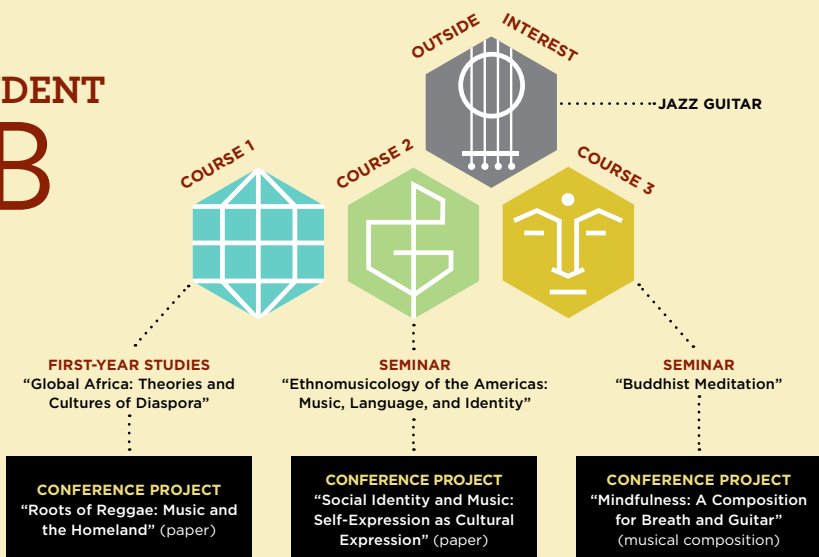 OUTSIDE INTEREST
DENT
B
JAZZ GUITAR
COURSE 1
COURSE 2
COURSE 3
FIRST-YEAR STUDIES
“Global Africa: Theories and
Cultures of Diaspora”
SEMINAR
“Ethnomusicology of the Americas:
Music, Language, and Identity”
SEMINAR
“Buddhist Meditation”
CONFERENCE PROJECT
“Roots of Reggae: Music and
the Homeland” (paper)
CONFERENCE PROJECT
“Social Identity and Music:
Self-Expression as Cultural
Expression” (paper)
CONFERENCE PROJECT
“Mindfulness: A Composition
for Breath and Guitar”
(musical composition)